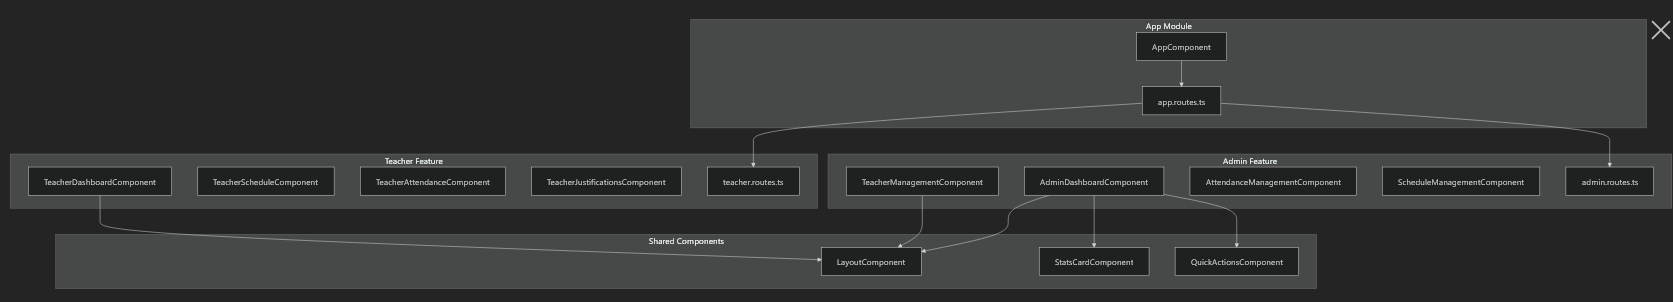 App Module
AppComponent
app.routes.ts
Teacher Feature
TeacherDashboardComponent
TeacherScheduleComponent
TeacherAttendanceComponent
TeacherJustificationsComponent
teacher.routes.ts
Admin Feature
TeacherManagementComponent
AdminDashboardComponent
AttendanceManagementComponent
ScheduleManagementComponent
admin.routes.ts
Shared Components
LayoutComponent
StatsCardComponent
QuickActionsComponent